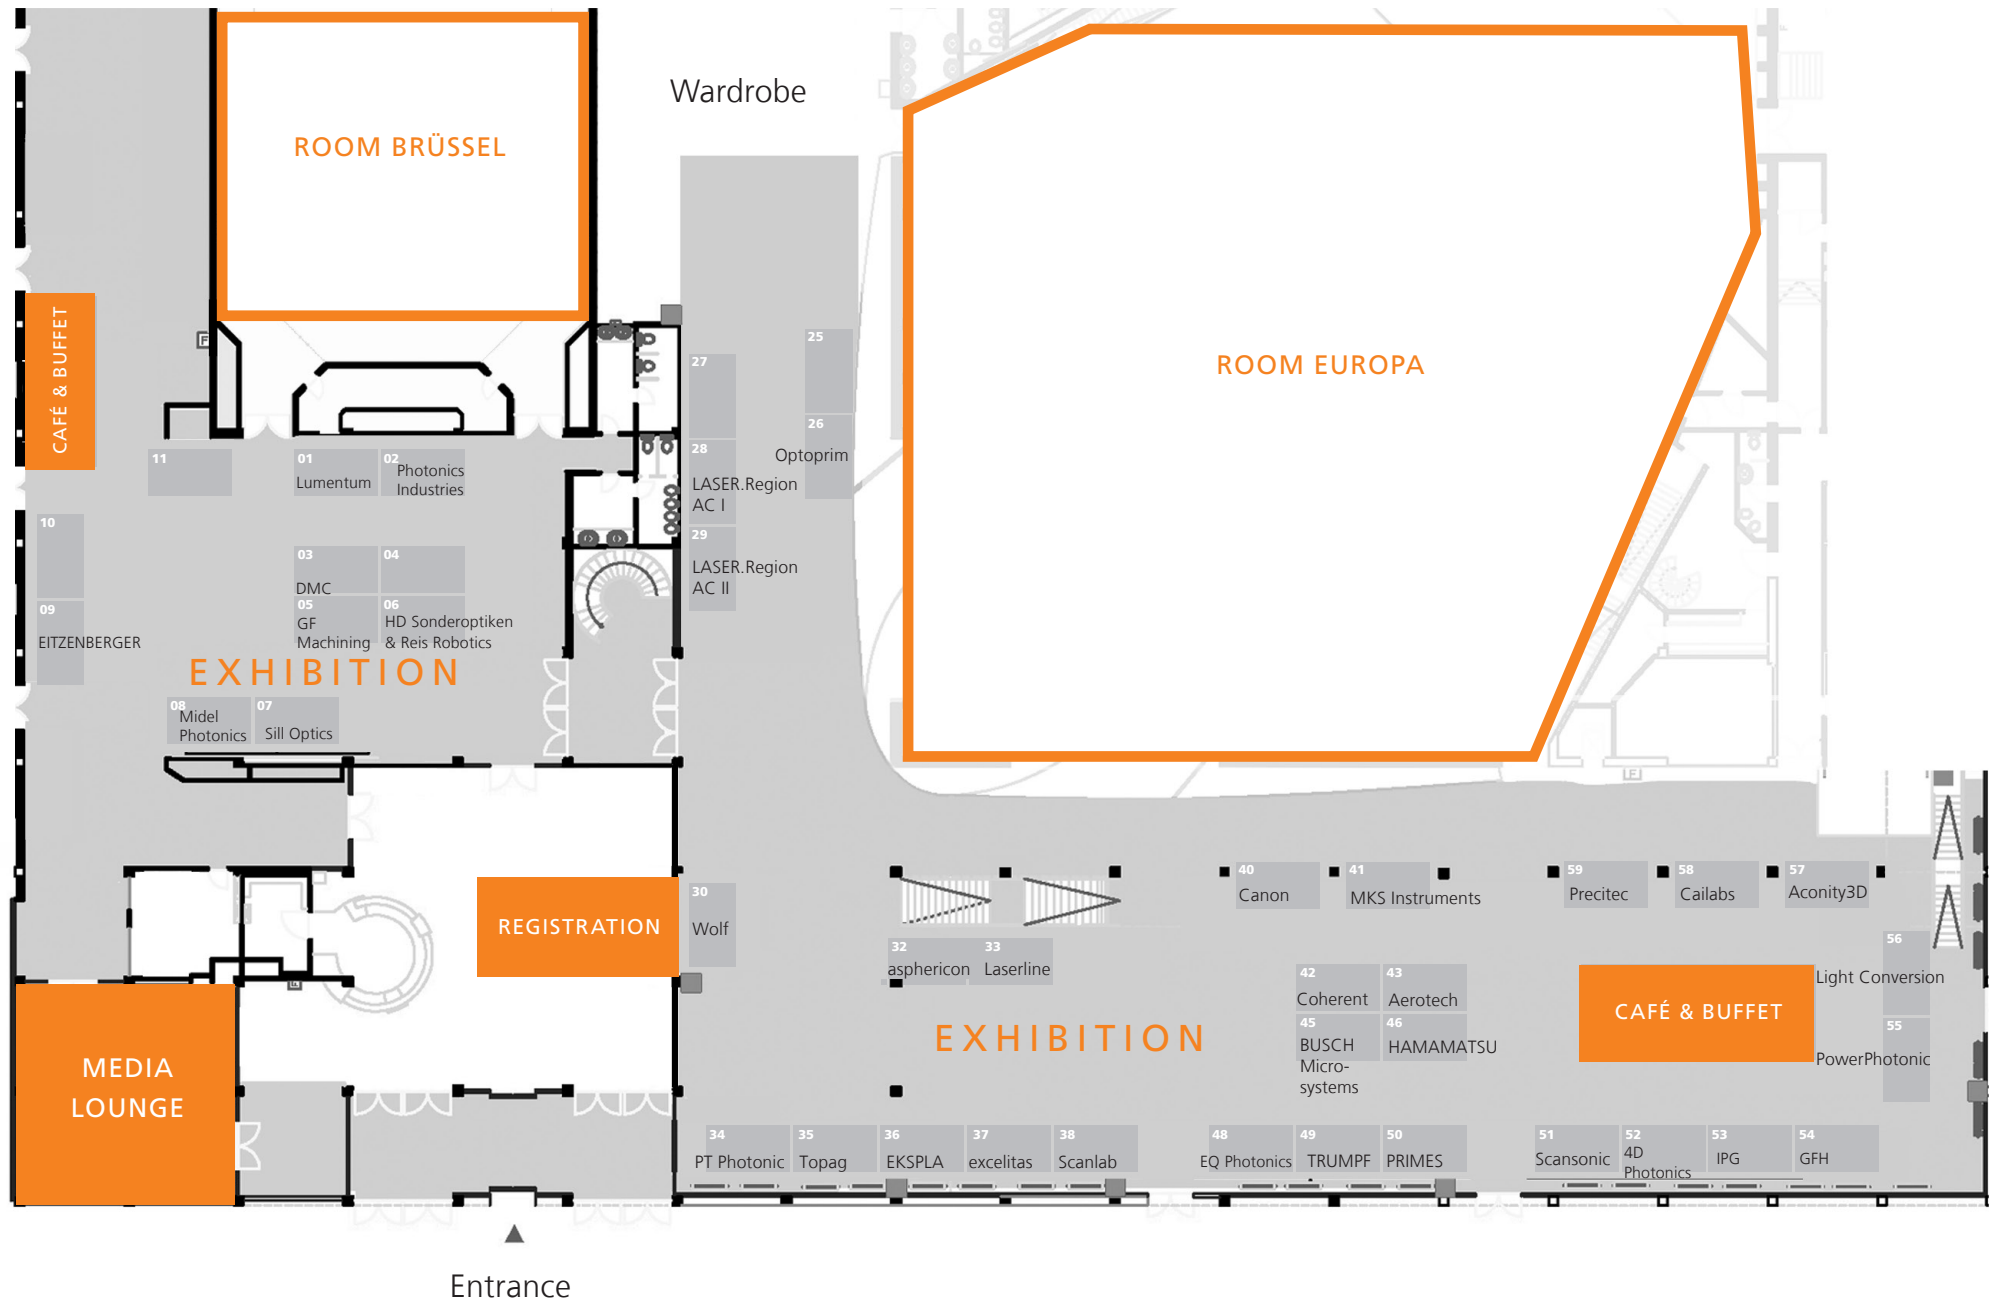 Wardrobe
ROOM BRÜSSEL
ROOM EUROPA
CAFÉ & BUFFET
F
11
01
Lumentum
02
Photonics
Industries
10
09
EITZENBERGER
03
DMC
04
05
GF
Machining
06
HD Sonderoptiken
& Reis Robotics
EXHIBITION
08
Midel
Photonics
07
Sill Optics
25
26
Optoprim
27
28
LASER.Region
AC I
29
LASER.Region
AC II
F
30
Wolf
REGISTRATION
F
MEDIA
LOUNGE
32
asphericon
33
Laserline
40
Canon
41
MKS Instruments
59
Precitec
58
Cailabs
57
Aconity3D
56
Light Conversion
55
PowerPhotonic
42
Coherent
43
Aerotech
45
BUSCH
Micro-
systems
46
HAMAMATSU
CAFÉ & BUFFET
EXHIBITION
34
PT Photonic
35
Topag
36
EKSPLA
37
excelitas
38
Scanlab
48
EQ Photonics
49
TRUMPF
50
PRIMES
51
Scansonic
52
4D
Photonics
53
IPG
54
GFH
Entrance